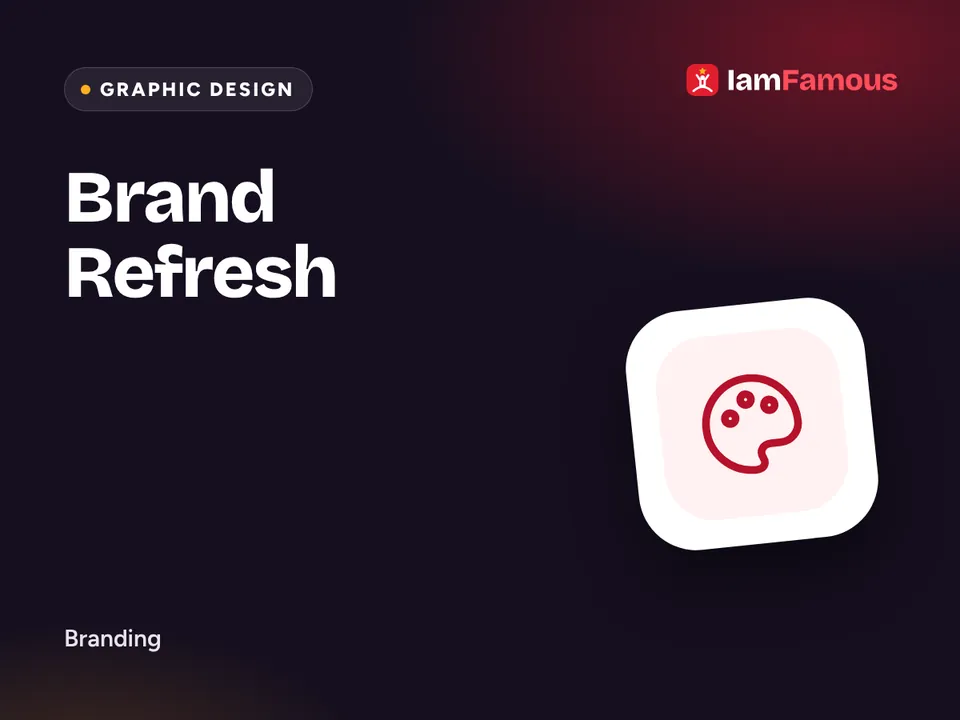 GRAPHIC DESIGN
IamFamous
Brand
Refresh
Branding